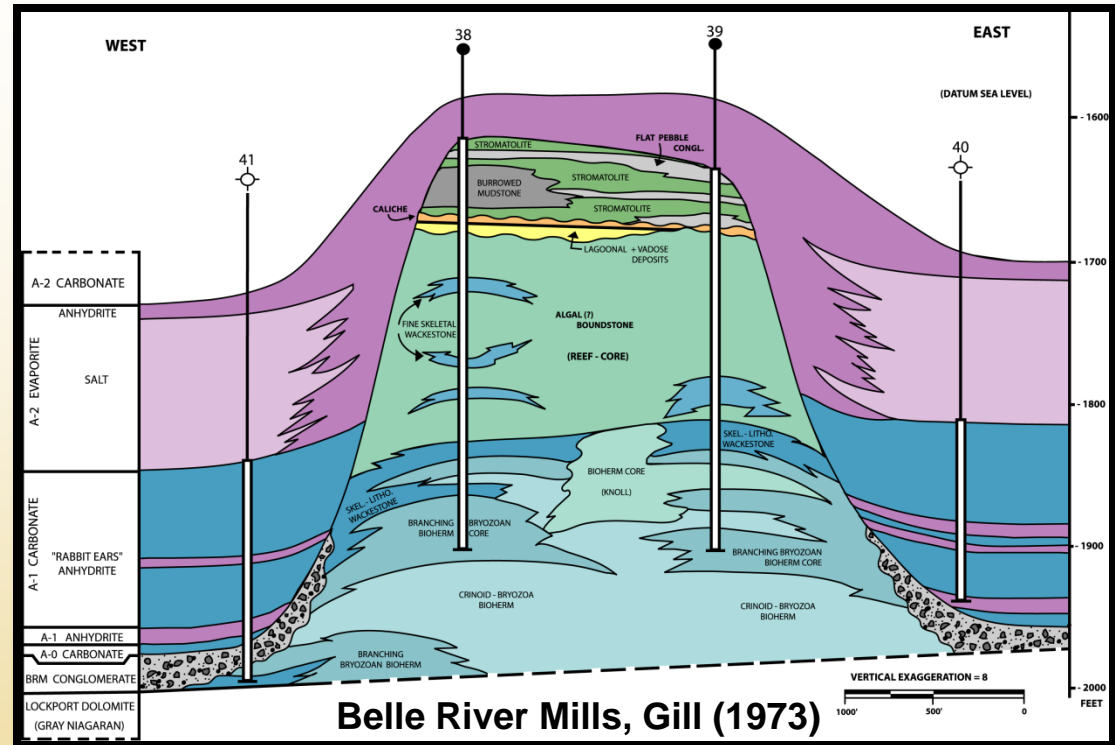 WEST
EAST
38
39
(DATUM SEA LEVEL)
- 1600
FLAT PEBBLE
CONGL.
STROMATOLITE
41
40
BURROWED
MUDSTONE
STROMATOLITE
CALICHE
STROMATOLITE
LAGOONAL + VADOSE
DEPOSITS
- 1700
A-2 CARBONATE
ANHYDRITE
FINE SKELETAL
WACKESTONE
ALGAL (?)
BOUNDSTONE
(REEF - CORE)
A-2 EVAPORITE
SALT
- 1800
SKEL.- LITHO.
WACKESTONE
BIOHERM CORE
(KNOLL)
SKEL.- LITHO.
WACKESTONE
A-1 CARBONATE
"RABBIT EARS"
ANHYDRITE
BRANCHING BRYOZOAN
BIOHERM CORE
- 1900
BRANCHING BRYOZOAN
BIOHERM CORE
CRINOID - BRYOZOA
BIOHERM
CRINOID - BRYOZOA
BIOHERM
A-1 ANHYDRITE
A-0 CARBONATE
BRM CONGLOMERATE
BRANCHING
BRYOZOAN BIOHERM
LOCKPORT DOLOMITE
(GRAY NIAGARAN)
VERTICAL EXAGGERATION = 8
1000' 500' 0
- 2000
FEET
Belle River Mills, Gill (1973)